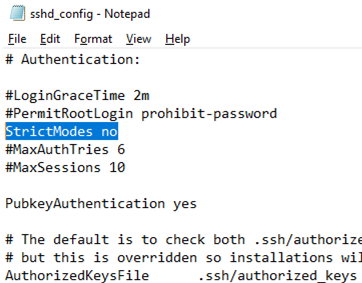 sshd_config - Notepad
File Edit Format View Help
# Authentication:
#LoginGraceTime 2m
#PermitRootLogin prohibit-password
StrictModes no
#MaxAuthTries 6
#MaxSessions 10
PubkeyAuthentication yes
# The default is to check both .ssh/authorize
# but this is overridden so installations wil
AuthorizedKeysFile .ssh/authorized_keys